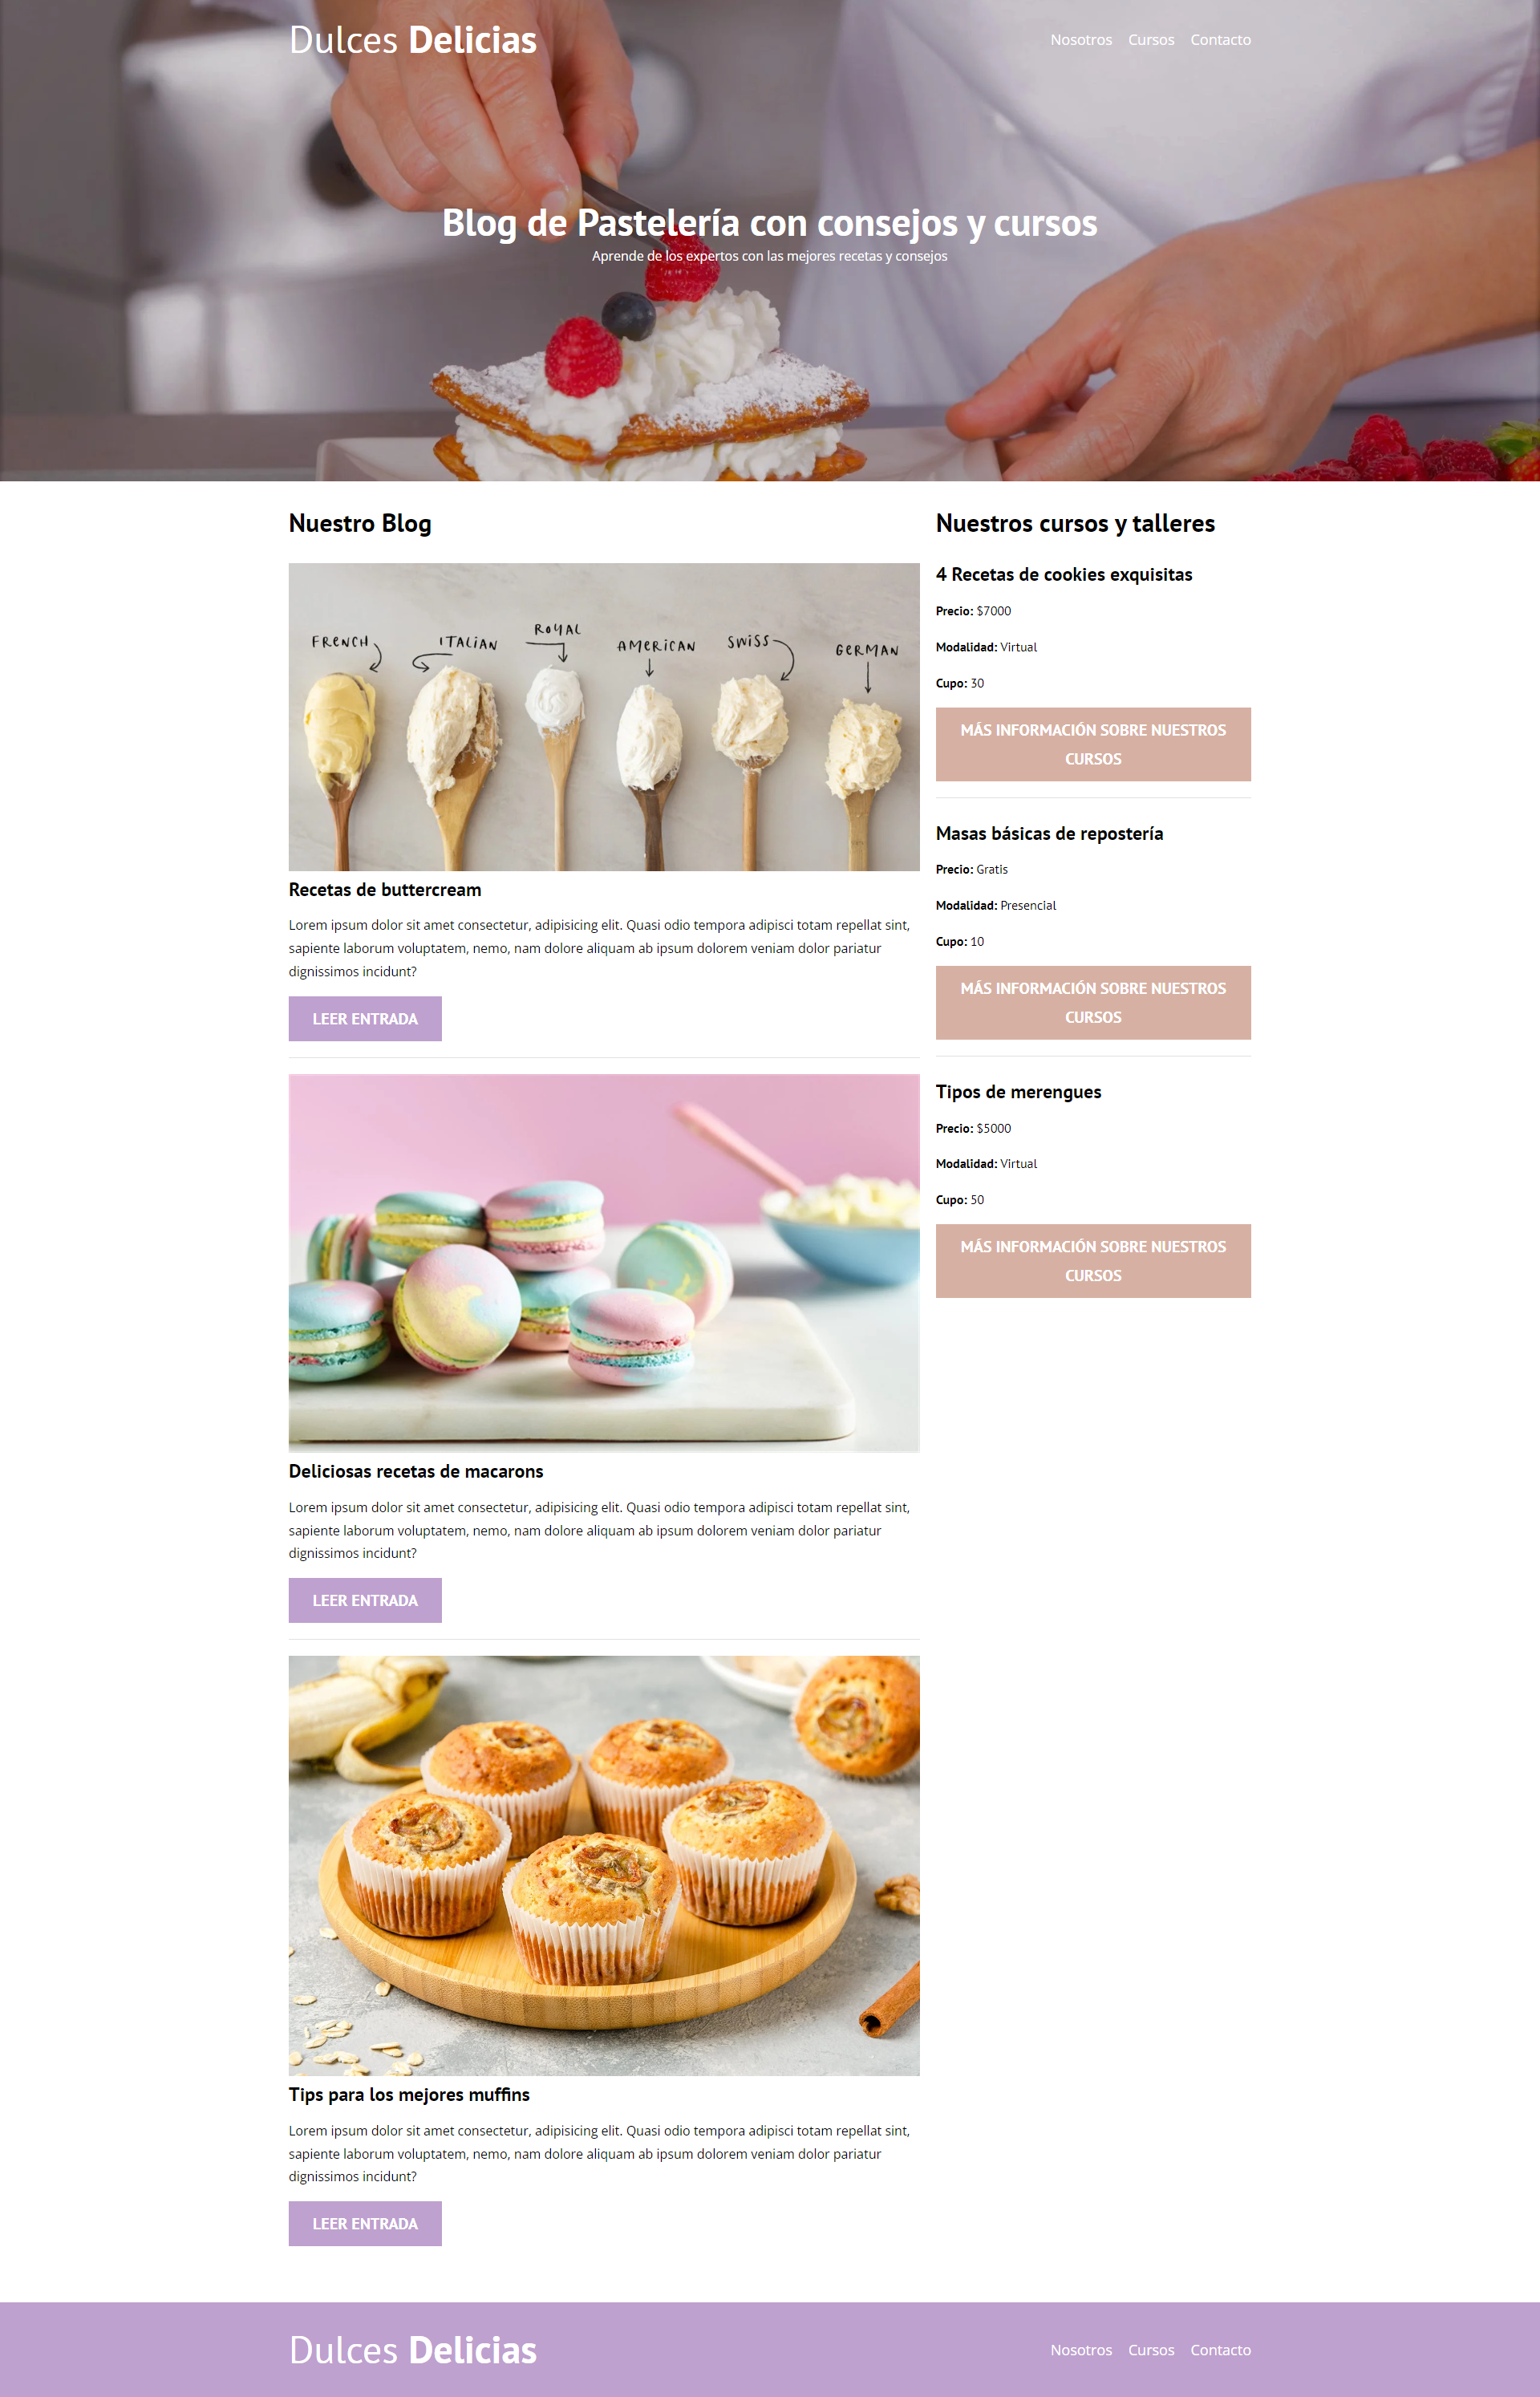 Dulces Delicias
Nosotros Cursos Contacto
Blog de Pastelería con consejos y cursos
Aprende de los expertos con las mejores recetas y consejos
Nuestro Blog
FRENCH
ITALIAN
ROYAL
AMERICAN
SWISS
GERMAN
Recetas de buttercream
Lorem ipsum dolor sit amet consectetur, adipisicing elit. Quasi odio tempora adipisci totam repellat sint,
sapiente laborum voluptatem, nemo, nam dolore aliquam ab ipsum dolorem veniam dolor pariatur
dignissimos incidunt?
LEER ENTRADA
Deliciosas recetas de macarons
Lorem ipsum dolor sit amet consectetur, adipisicing elit. Quasi odio tempora adipisci totam repellat sint,
sapiente laborum voluptatem, nemo, nam dolore aliquam ab ipsum dolorem veniam dolor pariatur
dignissimos incidunt?
LEER ENTRADA
Tips para los mejores muffins
Lorem ipsum dolor sit amet consectetur, adipisicing elit. Quasi odio tempora adipisci totam repellat sint,
sapiente laborum voluptatem, nemo, nam dolore aliquam ab ipsum dolorem veniam dolor pariatur
dignissimos incidunt?
LEER ENTRADA
Nuestros cursos y talleres
4 Recetas de cookies exquisitas
Precio: $7000
Modalidad: Virtual
Cupo: 30
MÁS INFORMACIÓN SOBRE NUESTROS
CURSOS
Masas básicas de repostería
Precio: Gratis
Modalidad: Presencial
Cupo: 10
MÁS INFORMACIÓN SOBRE NUESTROS
CURSOS
Tipos de merengues
Precio: $5000
Modalidad: Virtual
Cupo: 50
MÁS INFORMACIÓN SOBRE NUESTROS
CURSOS
Dulces Delicias
Nosotros Cursos Contacto